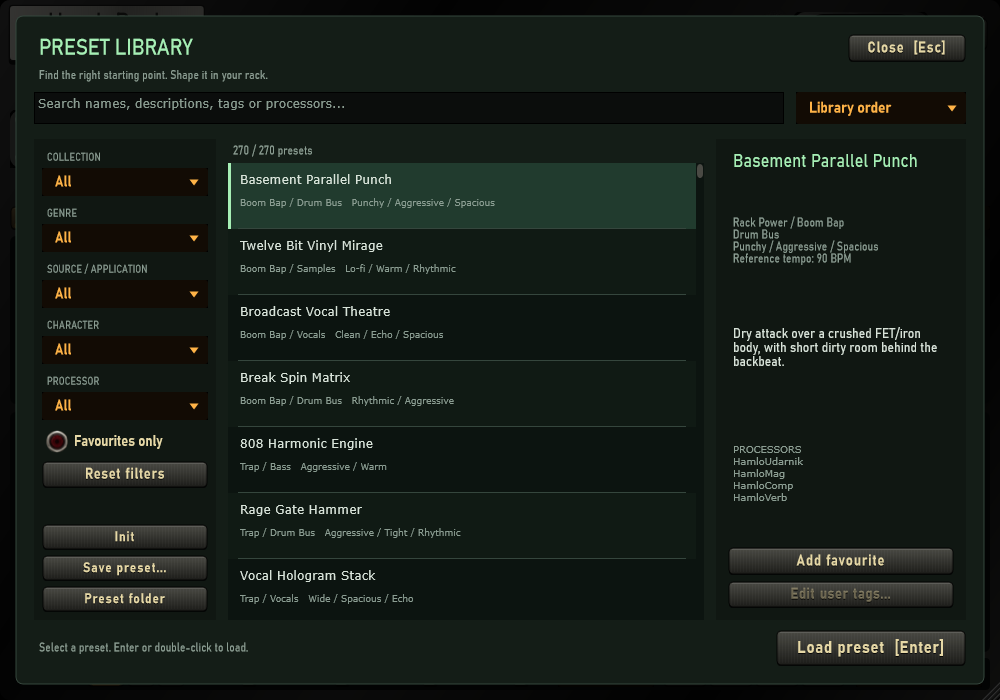 PRESET LIBRARY
Close [Esc]
Find the right starting point. Shape it in your rack.
Search names, descriptions, tags or processors...
Library order
COLLECTION
All
GENRE
All
SOURCE / APPLICATION
All
CHARACTER
All
PROCESSOR
All
Favourites only
Reset filters
Init
Save preset...
Preset folder
270 / 270 presets
Basement Parallel Punch
Boom Bap / Drum Bus Punchy / Aggressive / Spacious
Twelve Bit Vinyl Mirage
Boom Bap / Samples Lo-fi / Warm / Rhythmic
Broadcast Vocal Theatre
Boom Bap / Vocals Clean / Echo / Spacious
Break Spin Matrix
Boom Bap / Drum Bus Rhythmic / Aggressive
808 Harmonic Engine
Trap / Bass Aggressive / Warm
Rage Gate Hammer
Trap / Drum Bus Aggressive / Tight / Rhythmic
Vocal Hologram Stack
Trap / Vocals Wide / Spacious / Echo
Basement Parallel Punch
Rack Power / Boom Bap
Drum Bus
Punchy / Aggressive / Spacious
Reference tempo: 90 BPM
Dry attack over a crushed FET/iron
body, with short dirty room behind the
backbeat.
PROCESSORS
HamloUdarnik
HamloMag
HamloComp
HamloVerb
Add favourite
Edit user tags...
Select a preset. Enter or double-click to load.
Load preset [Enter]